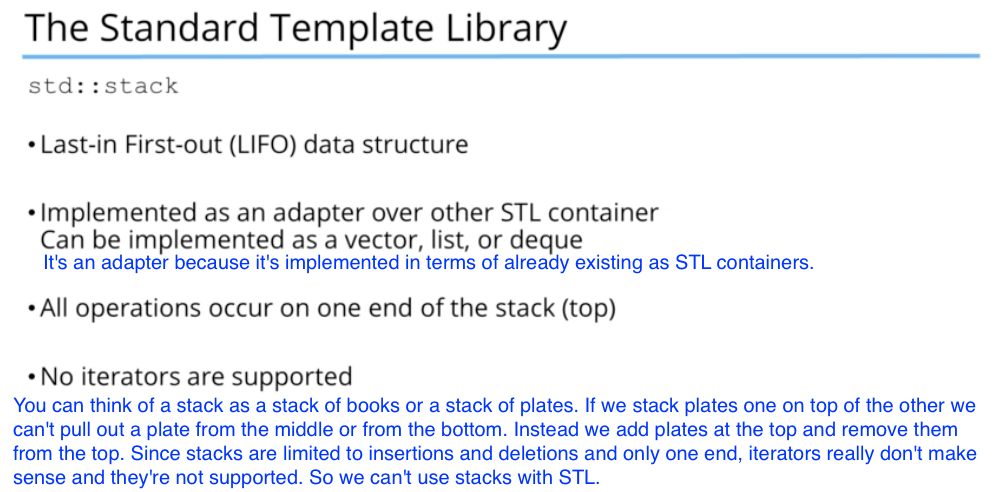 The Standard Template Library
std::stack
• Last-in First-out (LIFO) data structure
• Implemented as an adapter over other STL container
Can be implemented as a vector, list, or deque
It's an adapter because it's implemented in terms of already existing as STL containers.
• All operations occur on one end of the stack (top)
• No iterators are supported
You can think of a stack as a stack of books or a stack of plates. If we stack plates one on top of the other we
can't pull out a plate from the middle or from the bottom. Instead we add plates at the top and remove them
from the top. Since stacks are limited to insertions and deletions and only one end, iterators really don't make
sense and they're not supported. So we can't use stacks with STL.